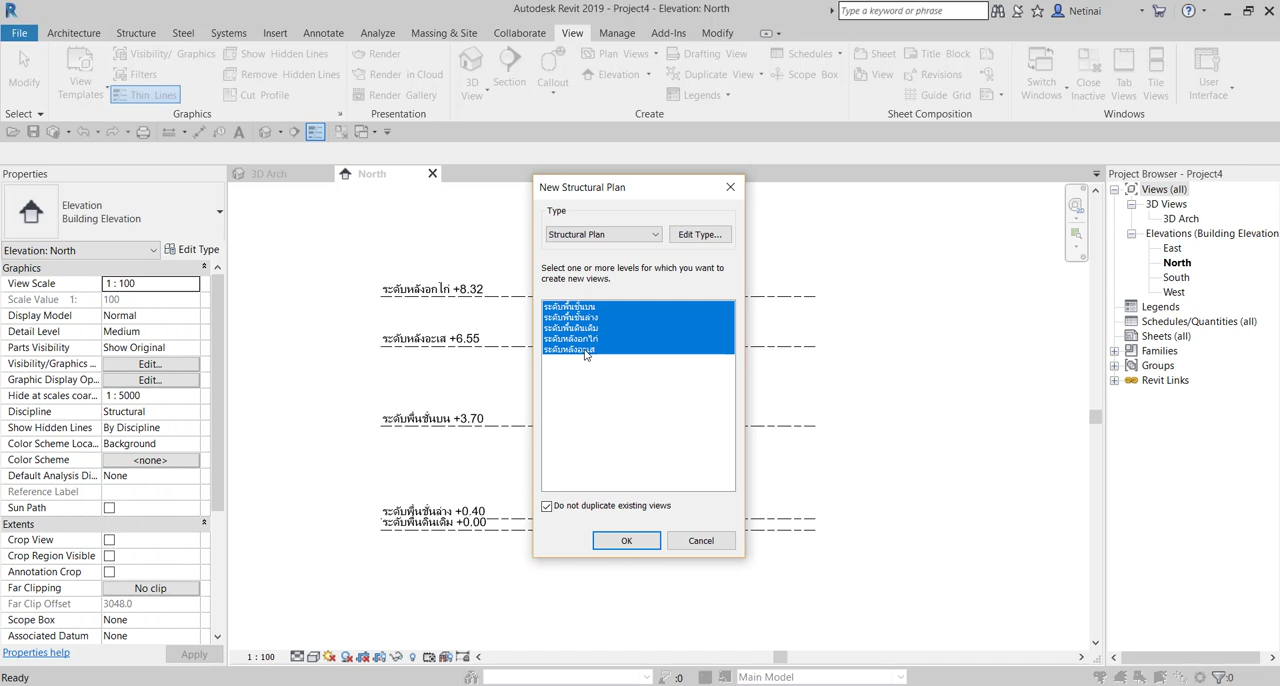 Autodesk Revit 2019 - Project4 - Elevation: North
Type a keyword or phrase
Netinai
File Architecture Structure Steel Systems Insert Annotate Analyze Massing & Site Collaborate View Manage Add-Ins Modify
Modify
View Templates
Visibility/ Graphics
Filters
Thin Lines
Show Hidden Lines
Remove Hidden Lines
Cut Profile
Render
Render in Cloud
Render Gallery
3D View
Section
Callout
Plan Views
Elevation
Drafting View
Duplicate View
Legends
Schedules
Scope Box
Sheet
View
Title Block
Revisions
Guide Grid
Switch Windows
Close Inactive
Tab Views
Tile Views
User Interface
Select Graphics Presentation Create Sheet Composition Windows
Properties
3D Arch
North
Project Browser - Project4
Elevation
Building Elevation
Elevation: North
Edit Type
Graphics
View Scale 1 : 100
Scale Value 1: 100
Display Model Normal
Detail Level Medium
Parts Visibility Show Original
Visibility/Graphics ... Edit...
Graphic Display Op... Edit...
Hide at scales coar... 1 : 5000
Discipline Structural
Show Hidden Lines By Discipline
Color Scheme Loca... Background
Color Scheme <none>
Default Analysis Di... None
Reference Label
Sun Path
Extents
Crop View
Crop Region Visible
Annotation Crop
Far Clipping No clip
Far Clip Offset 3048.0
Scope Box None
Associated Datum None
Properties help
Apply
ระดับหลังอกไก่ +8.32
ระดับหลังอะเส +6.55
ระดับพื้นชั้นบน +3.70
ระดับพื้นชั้นล่าง +0.40
ระดับพื้นดินเดิม +0.00
New Structural Plan
Type
Structural Plan
Edit Type...
Select one or more levels for which you want to
create new views.
ระดับพื้นชั้นบน
ระดับพื้นชั้นล่าง
ระดับพื้นดินเดิม
ระดับหลังอกไก่
ระดับหลังอะเส
Do not duplicate existing views
OK
Cancel
Views (all)
3D Views
3D Arch
Elevations (Building Elevation
East
North
South
West
Legends
Schedules/Quantities (all)
Sheets (all)
Families
Groups
Revit Links
1 : 100
Ready
:0
Main Model
:0